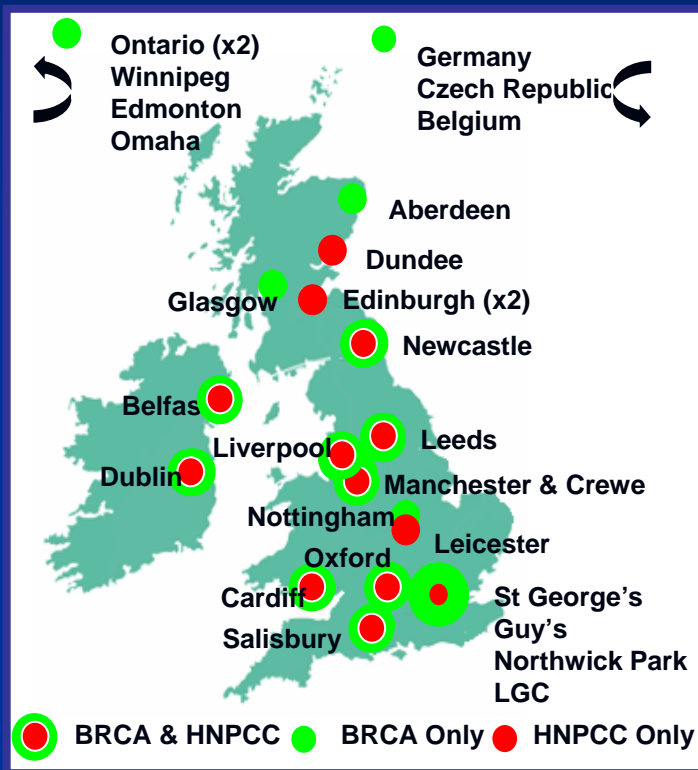 Ontario (x2)
Winnipeg
Edmonton
Omaha
Germany
Czech Republic
Belgium
Aberdeen
Dundee
Glasgow
Edinburgh (x2)
Newcastle
Belfas
Liverpool
Leeds
Dublin
Manchester & Crewe
Nottingham
Leicester
Oxford
Cardiff
St George's
Guy's
Northwick Park
LGC
Salisbury
BRCA & HNPCC
BRCA Only
HNPCC Only